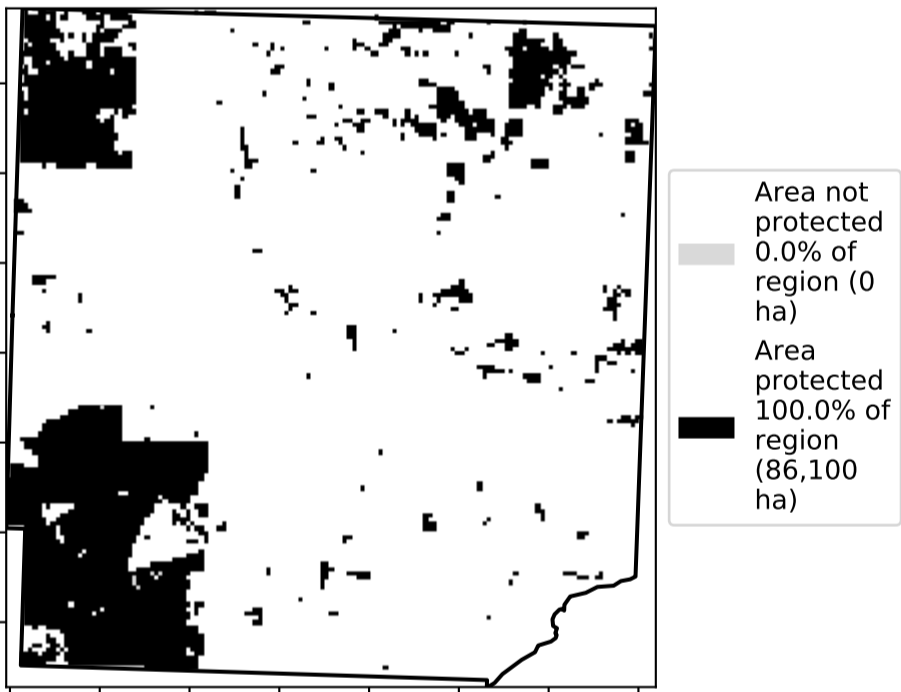 Area not
protected
0.0% of
region (0
ha)
Area
protected
100.0% of
region
(86,100
ha)